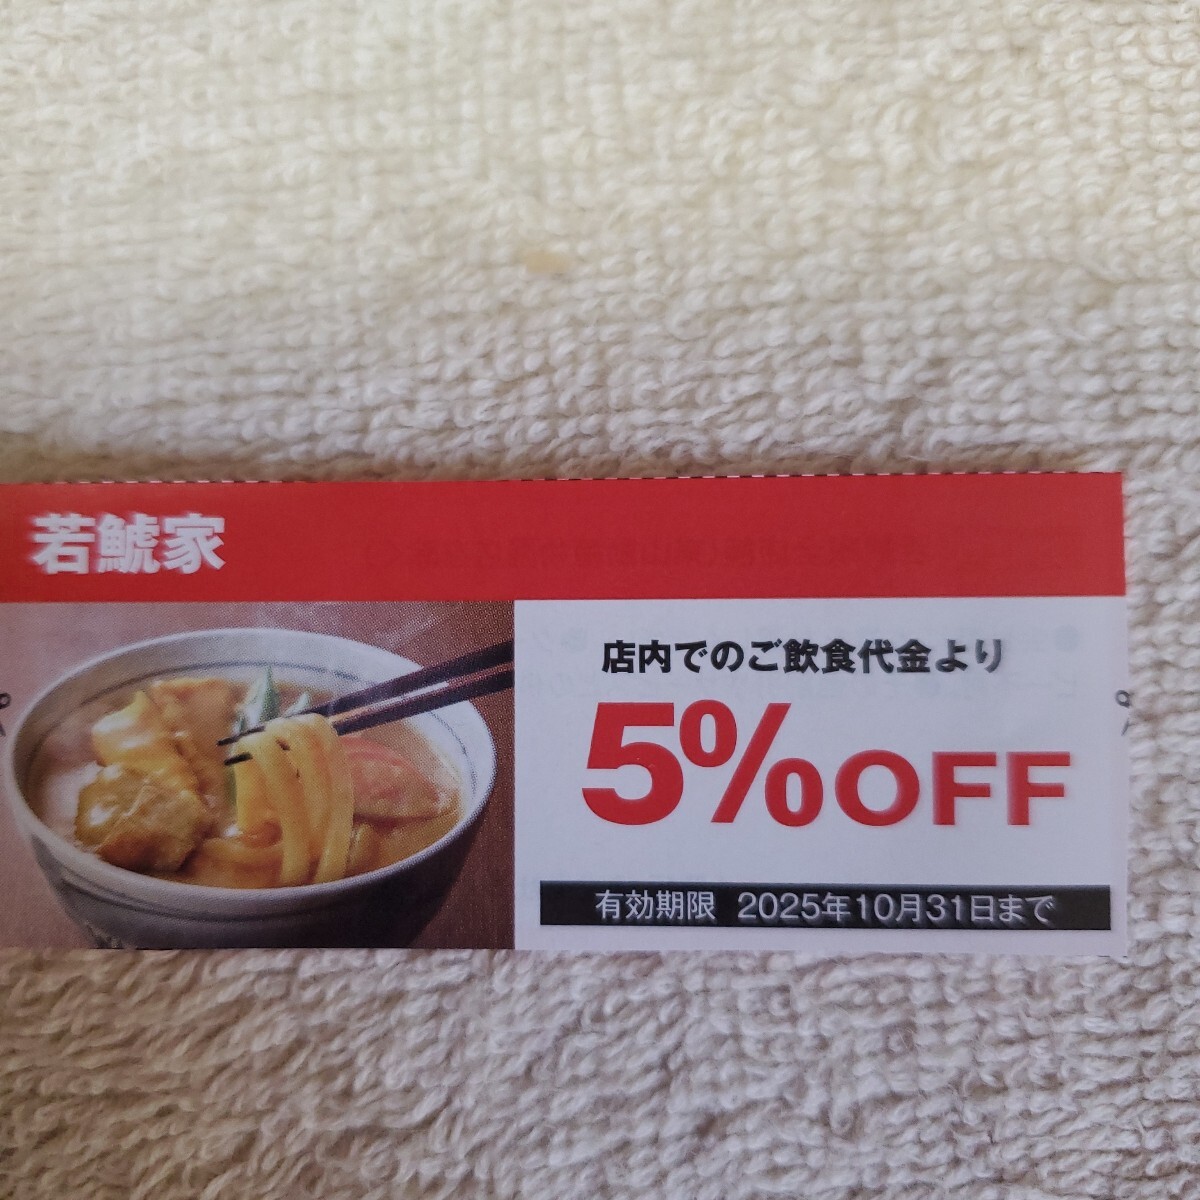 若鯱家
店内でのご飲食代金より
5%OFF
有効期限 2025年10月31日まで